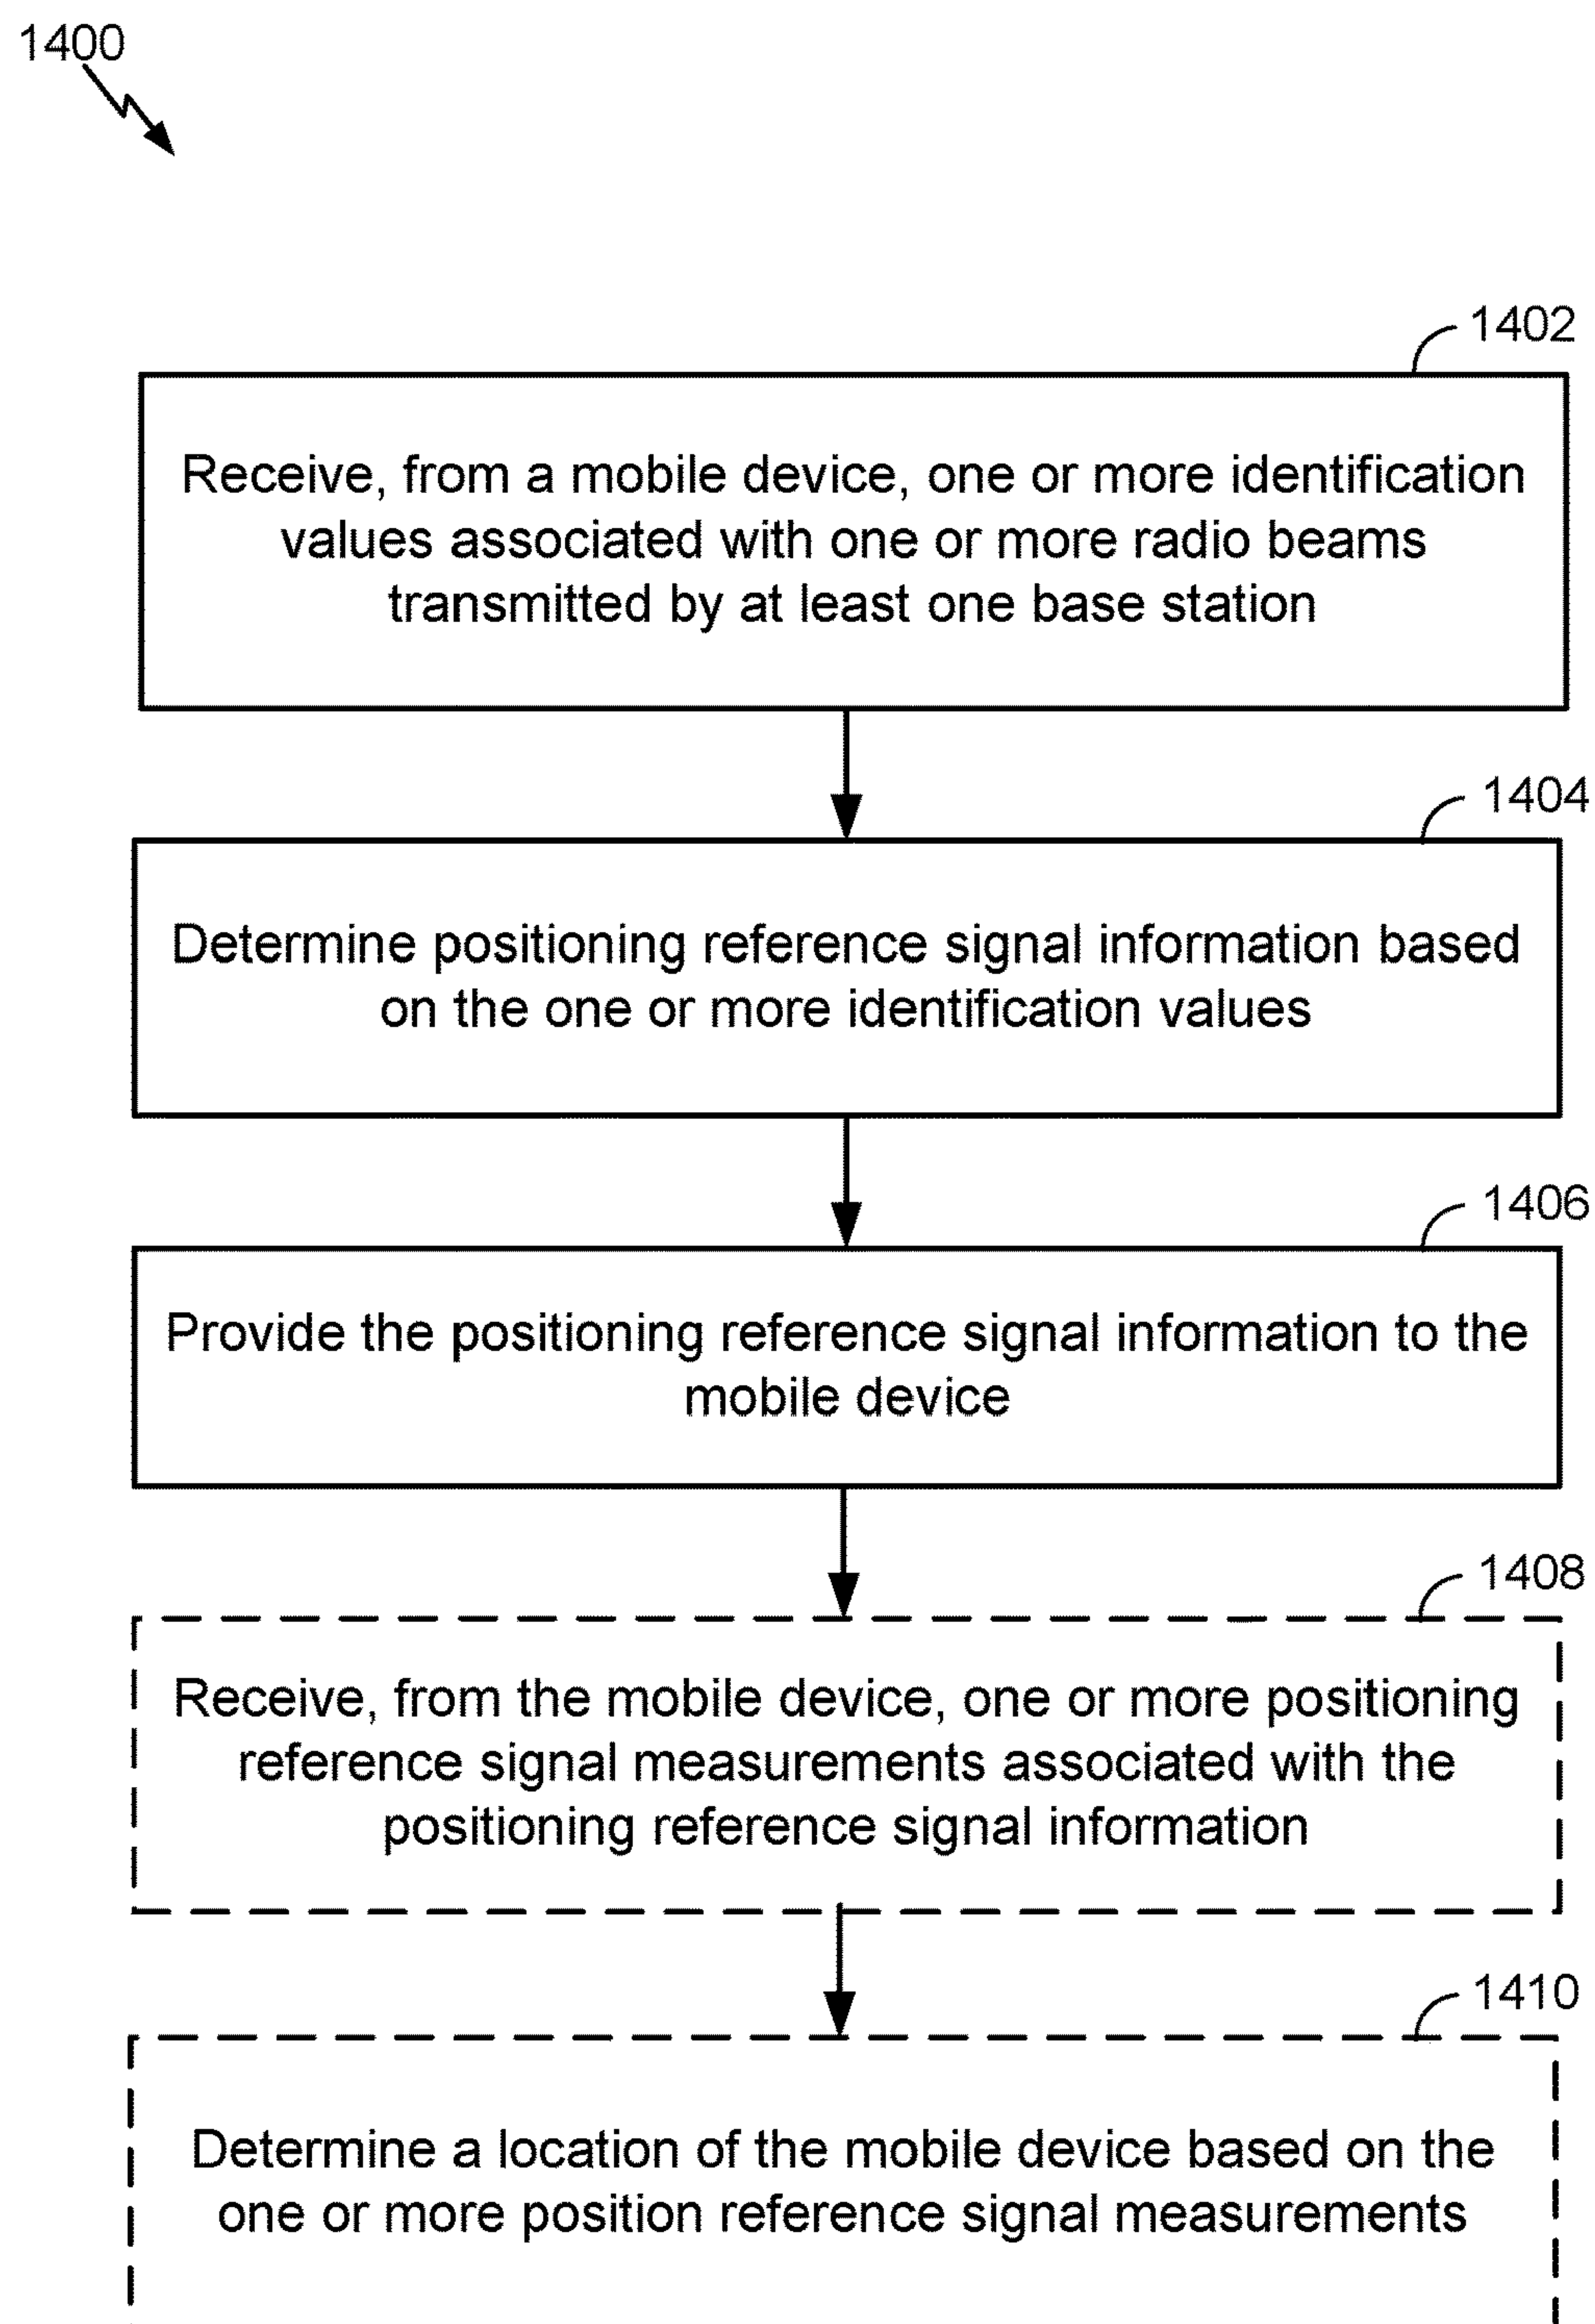 1400
1402
Receive, from a mobile device, one or more identification
values associated with one or more radio beams
transmitted by at least one base station
1404
Determine positioning reference signal information based
on the one or more identification values
1406
Provide the positioning reference signal information to the
mobile device
1408
Receive, from the mobile device, one or more positioning
reference signal measurements associated with the
positioning reference signal information
1410
Determine a location of the mobile device based on the
one or more position reference signal measurements